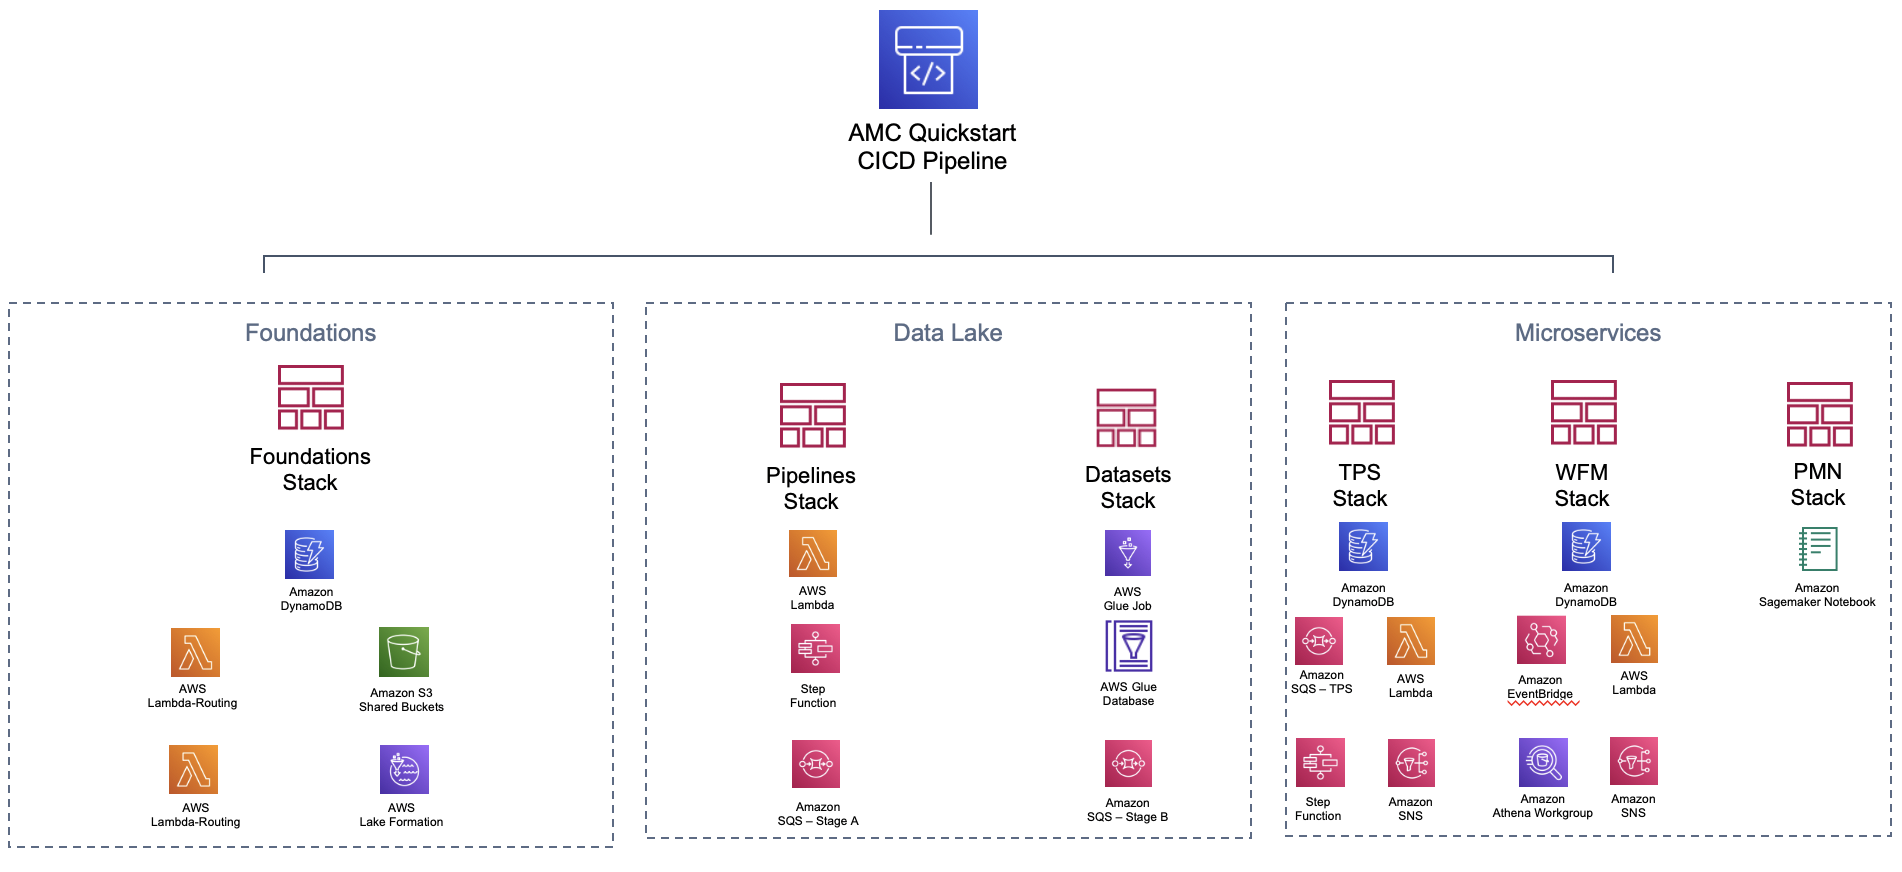 AMC Quickstart
CICD Pipeline
Foundations
Foundations
Stack
Amazon
DynamoDB
AWS
Lambda-Routing
Amazon S3
Shared Buckets
AWS
Lambda-Routing
AWS
Lake Formation
Data Lake
Pipelines
Stack
AWS
Lambda
Step
Function
Amazon
SQS – Stage A
Datasets
Stack
AWS
Glue Job
AWS Glue
Database
Amazon
SQS – Stage B
Microservices
TPS
Stack
Amazon
DynamoDB
Amazon
SQS – TPS
AWS
Lambda
Step
Function
Amazon
SNS
WFM
Stack
Amazon
DynamoDB
Amazon
EventBridge
AWS
Lambda
Amazon
Athena Workgroup
Amazon
SNS
PMN
Stack
Amazon
Sagemaker Notebook